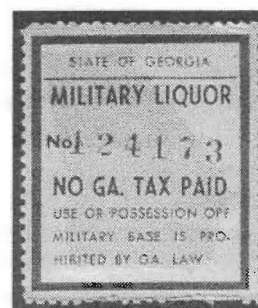 STATE OF GEORGIA
MILITARY LIQUOR
No. 124173
NO GA. TAX PAID
USE OR POSSESSION OFF
MILITARY BASE IS PRO-
HIBITED BY GA. LAW